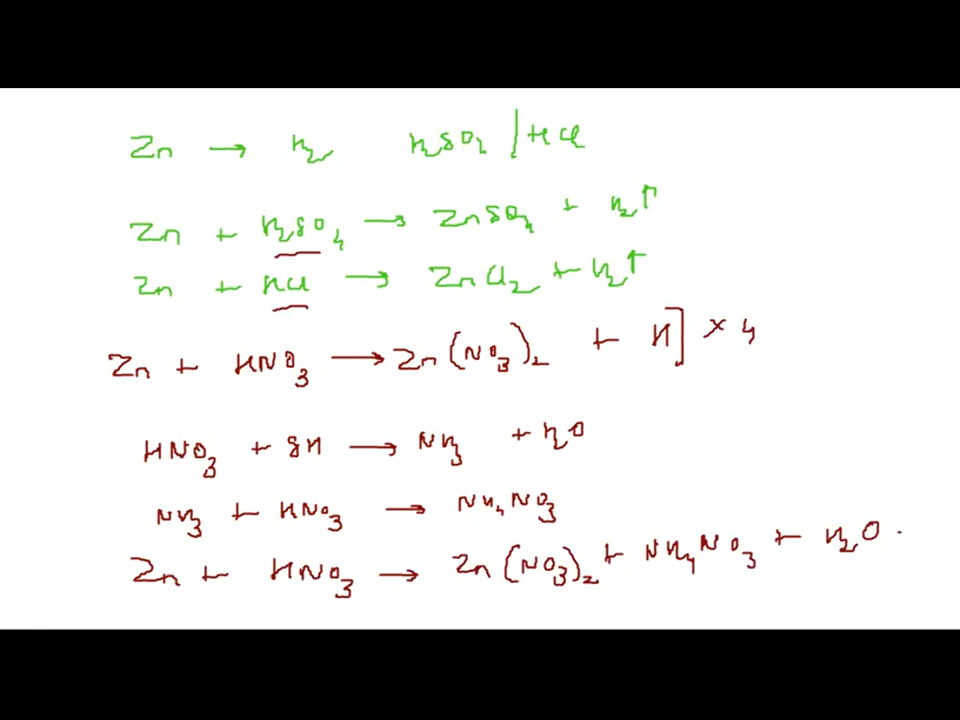 Zn → H₂ H₂SO₄ / HCl
Zn + H₂SO₄ → ZnSO₄ + H₂↑
Zn + HCl → ZnCl₂ + H₂↑
Zn + HNO₃ → Zn(NO₃)₂ + H] × 4
HNO₃ + 8H → NH₃ + H₂O
NH₃ + HNO₃ → NH₄NO₃
Zn + HNO₃ → Zn(NO₃)₂ + NH₄NO₃ + H₂O .